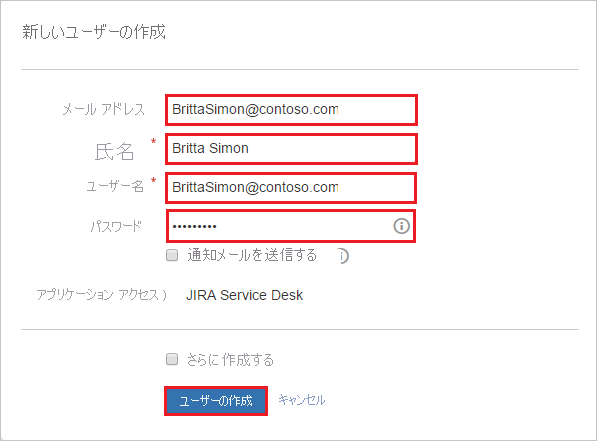 新しいユーザーの作成
メール アドレス BrittaSimon@contoso.com
氏名 * Britta Simon
ユーザー名 * BrittaSimon@contoso.com
パスワード •••••••••
通知メールを送信する
アプリケーション アクセス) JIRA Service Desk
さらに作成する
ユーザーの作成 キャンセル